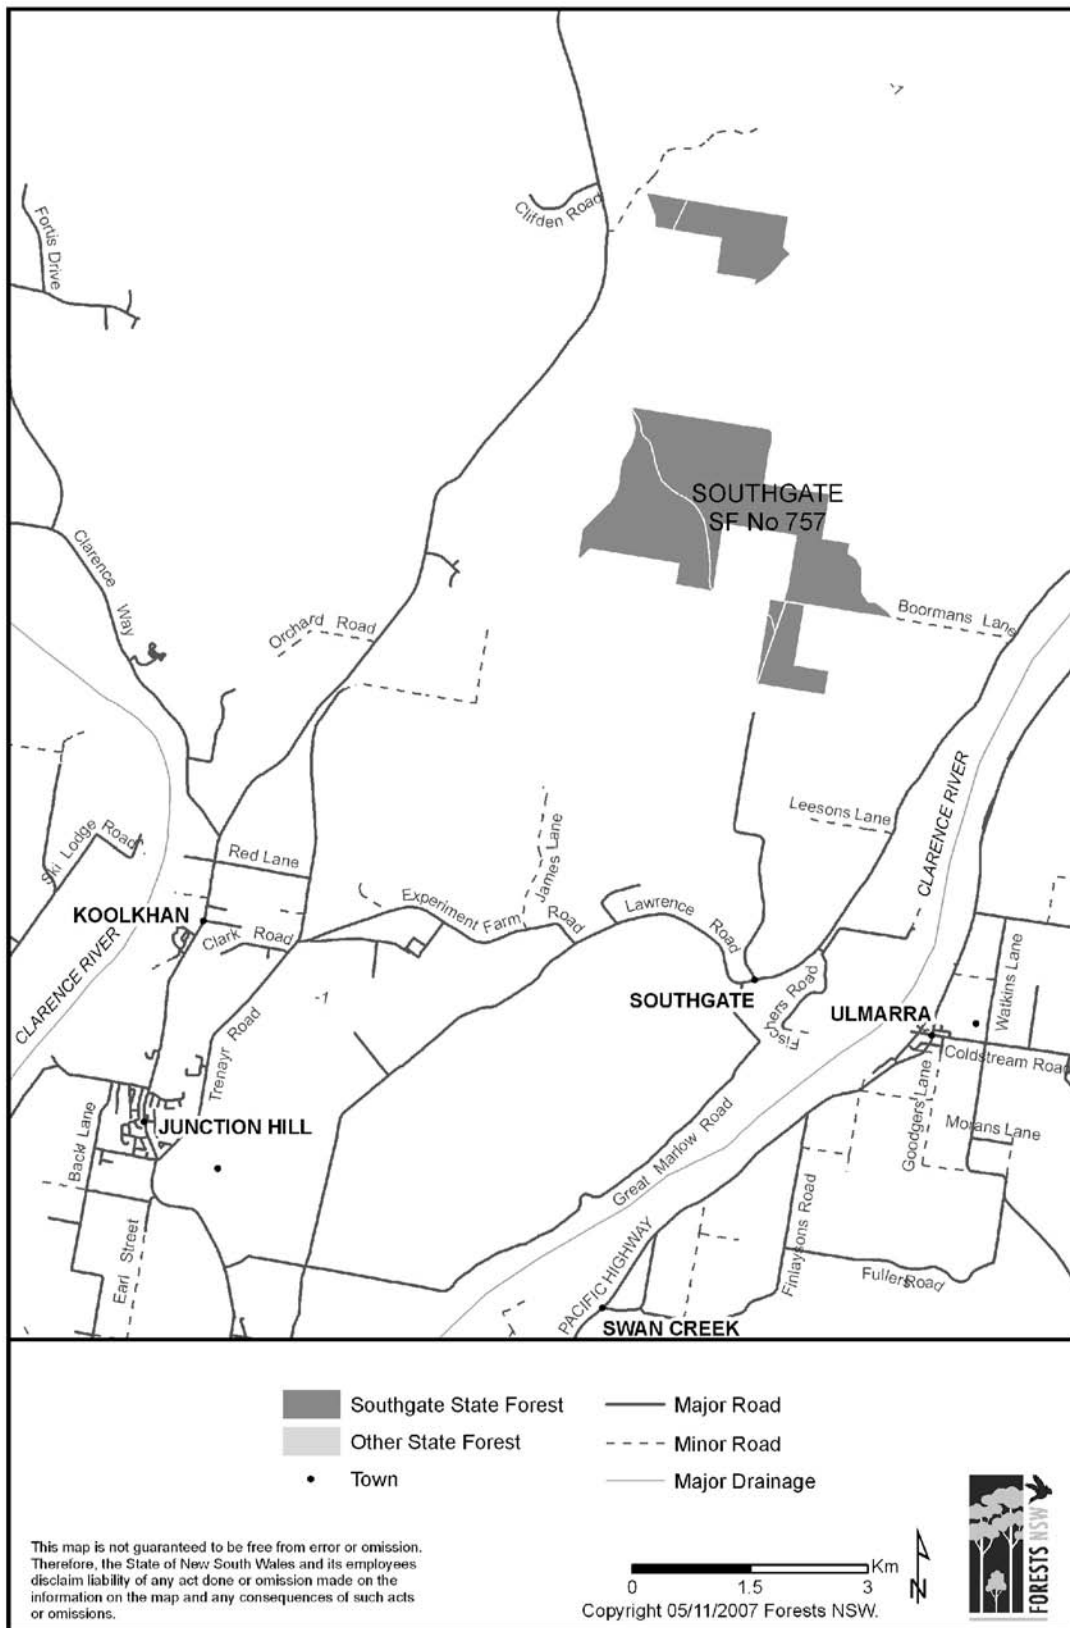 -1
Clifden Road
Fortis Drive
SOUTHGATE
SF No 757
Clarence Way
Orchard Road
Boormans Lane
CLARENCE RIVER
Leesons Lane
Ski Lodge Road
Red Lane
James Lane
KOOLKHAN
Experiment Farm Road
Lawrence Road
Clark Road
CLARENCE RIVER
Watkins Lane
SOUTHGATE
Fischers Road
ULMARRA
-1
Coldstream Road
Trenayr Road
Goodgers Lane
Great Marlow Road
JUNCTION HILL
Back Lane
Morans Lane
Finlaysons Road
Earl Street
PACIFIC HIGHWAY
Fullers Road
SWAN CREEK
Southgate State Forest
Major Road
Other State Forest
Minor Road
Town
Major Drainage
This map is not guaranteed to be free from error or omission.
Therefore, the State of New South Wales and its employees
disclaim liability of any act done or omission made on the
information on the map and any consequences of such acts
or omissions.
Km
0 1.5 3
N
Copyright 05/11/2007 Forests NSW.
FORESTS NSW